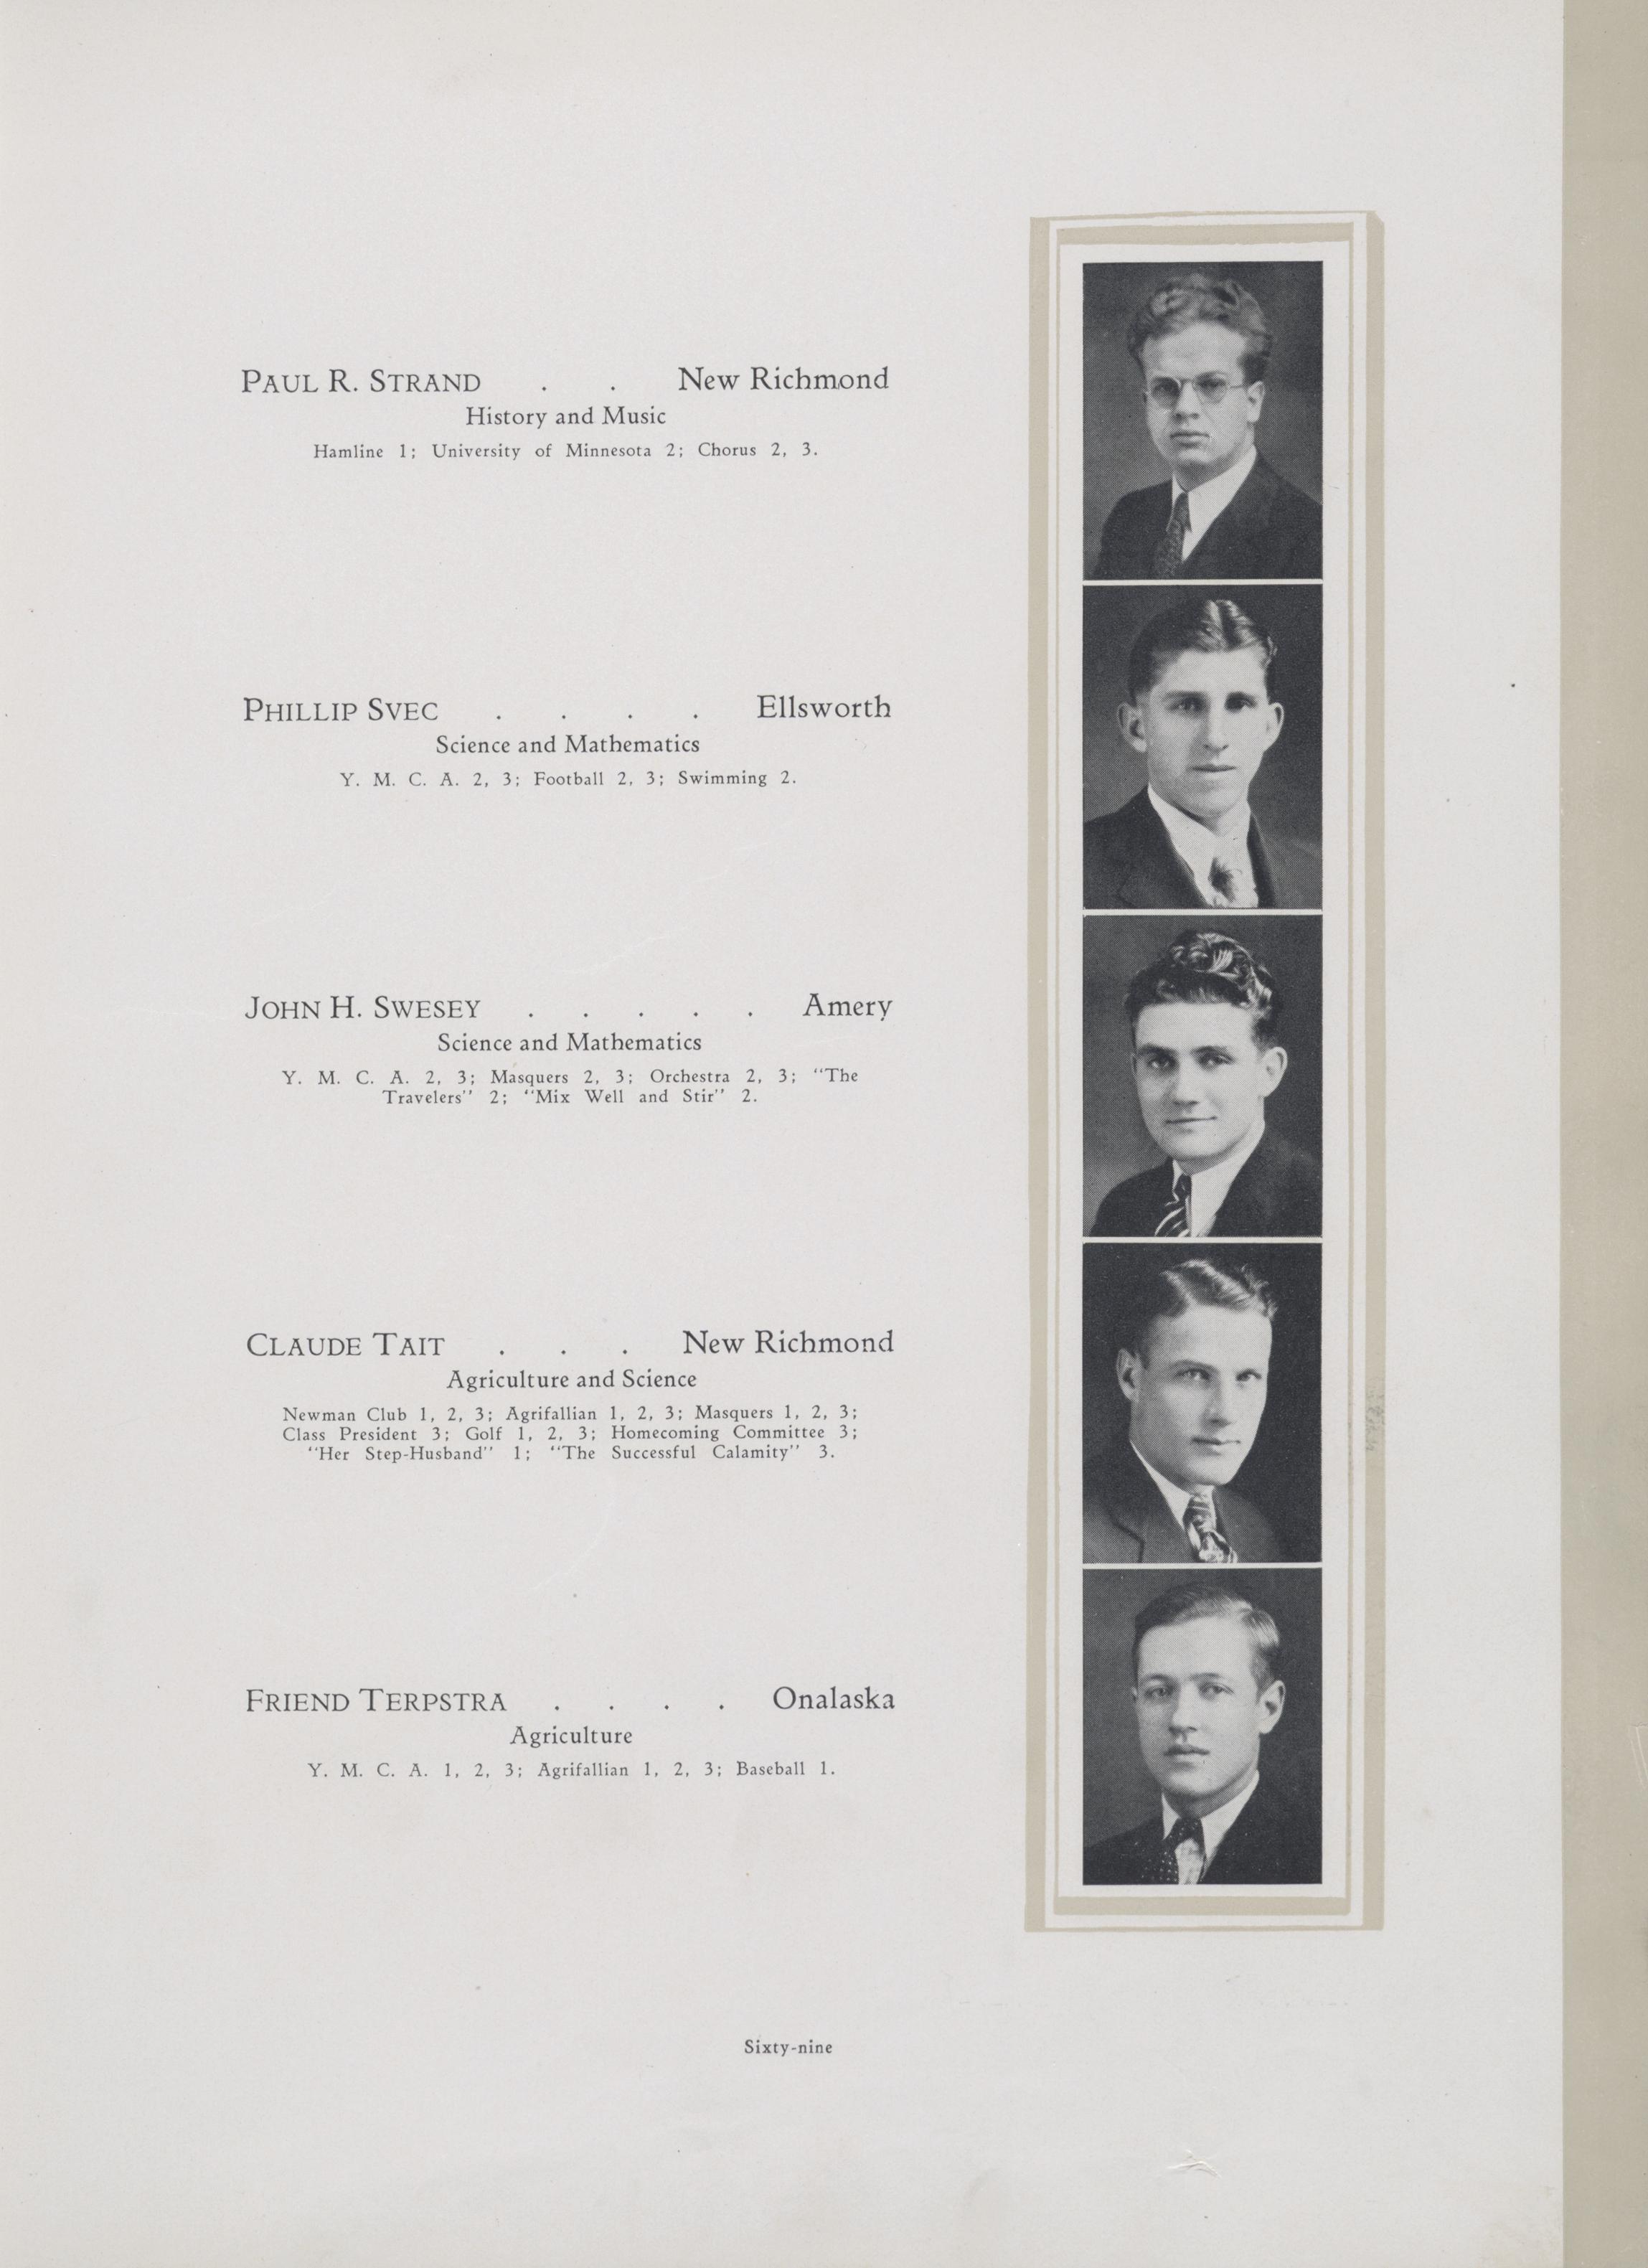 PAUL R. STRAND . . New Richmond
History and Music
Hamline 1; University of Minnesota 2; Chorus 2, 3.
PHILLIP SVEC . . . . Ellsworth
Science and Mathematics
Y. M. C. A. 2, 3; Football 2, 3; Swimming 2.
JOHN H. SWESEY . . . . . Amery
Science and Mathematics
Y. M. C. A. 2, 3; Masquers 2, 3; Orchestra 2, 3; "The
Travelers" 2; "Mix Well and Stir" 2.
CLAUDE TAIT . . . New Richmond
Agriculture and Science
Newman Club 1, 2, 3; Agrifallian 1, 2, 3; Masquers 1, 2, 3;
Class President 3; Golf 1, 2, 3; Homecoming Committee 3;
"Her Step-Husband" 1; "The Successful Calamity" 3.
FRIEND TERPSTRA . . . . Onalaska
Agriculture
Y. M. C. A. 1, 2, 3; Agrifallian 1, 2, 3; Baseball 1.
Sixty-nine